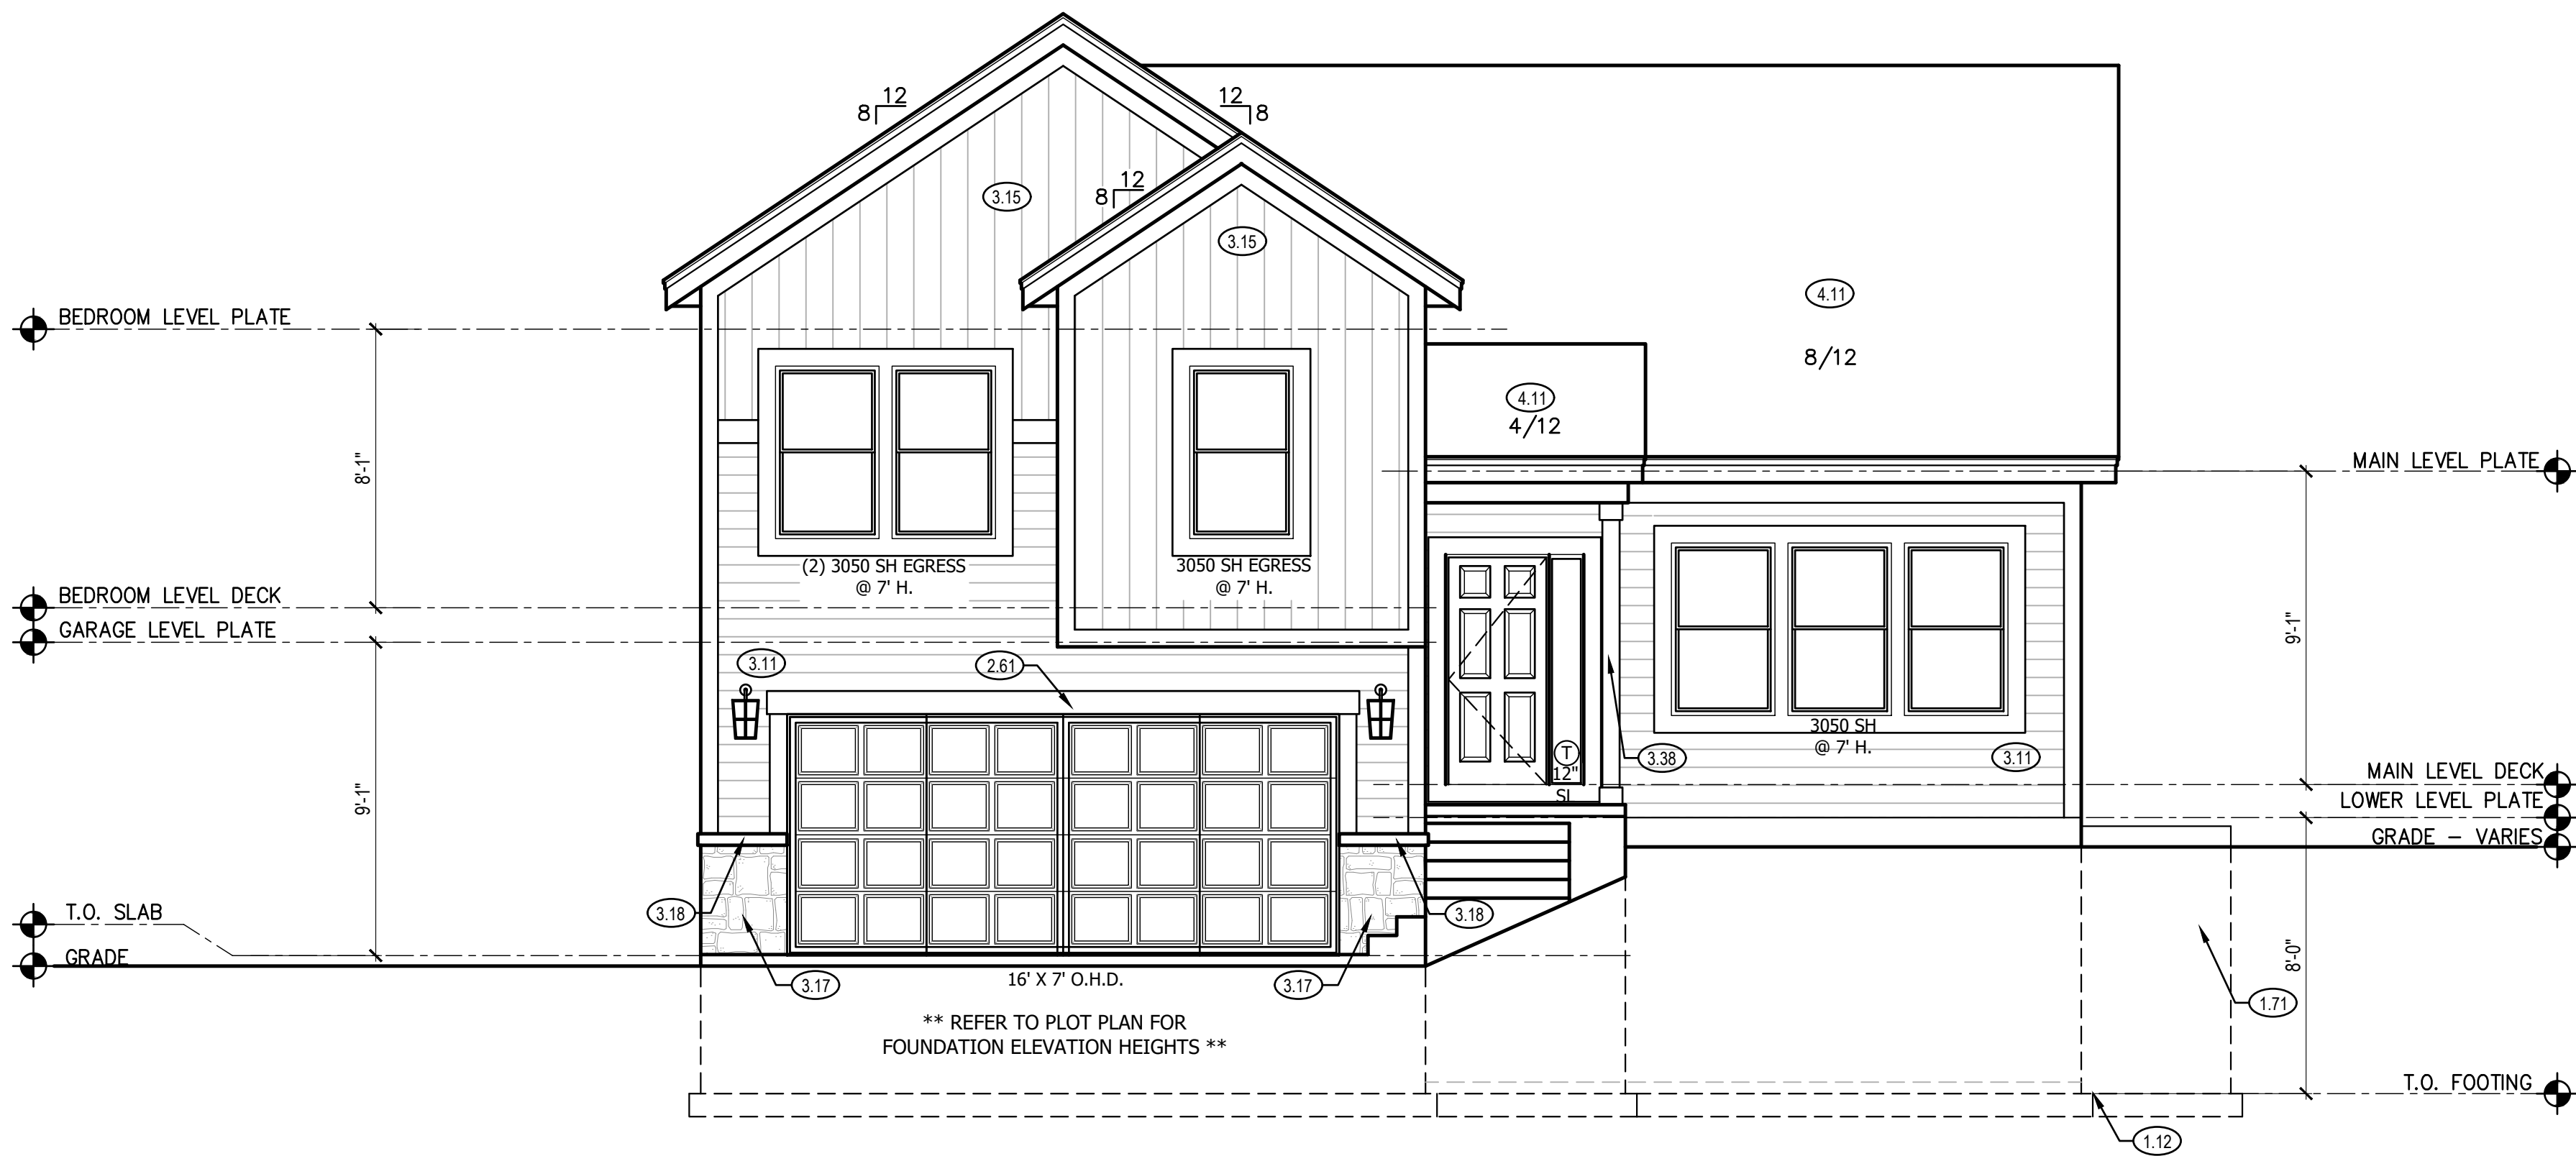 12
8
12
8
12
8
3.15
3.15
4.11
8/12
4.11
4/12
BEDROOM LEVEL PLATE
8'-1"
BEDROOM LEVEL DECK
GARAGE LEVEL PLATE
9'-1"
T.O. SLAB
GRADE
MAIN LEVEL PLATE
9'-1"
MAIN LEVEL DECK
LOWER LEVEL PLATE
GRADE - VARIES
8'-0"
T.O. FOOTING
(2) 3050 SH EGRESS
@ 7' H.
3050 SH EGRESS
@ 7' H.
3.11
2.61
T
12"
SL
3.38
3050 SH
@ 7' H.
3.11
3.18
3.18
3.17
16' X 7' O.H.D.
3.17
1.71
** REFER TO PLOT PLAN FOR
FOUNDATION ELEVATION HEIGHTS **
1.12